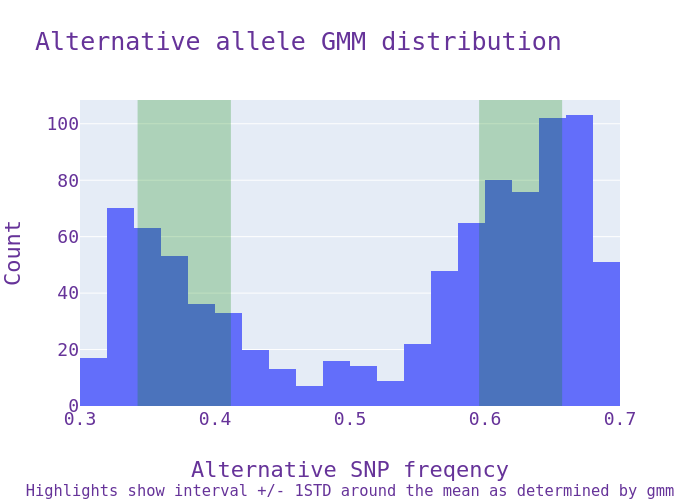 Alternative allele GMM distribution
100
80
60
40
20
0
Count
0.3 0.4 0.5 0.6 0.7
Alternative SNP freqency
Highlights show interval +/- 1STD around the mean as determined by gmm